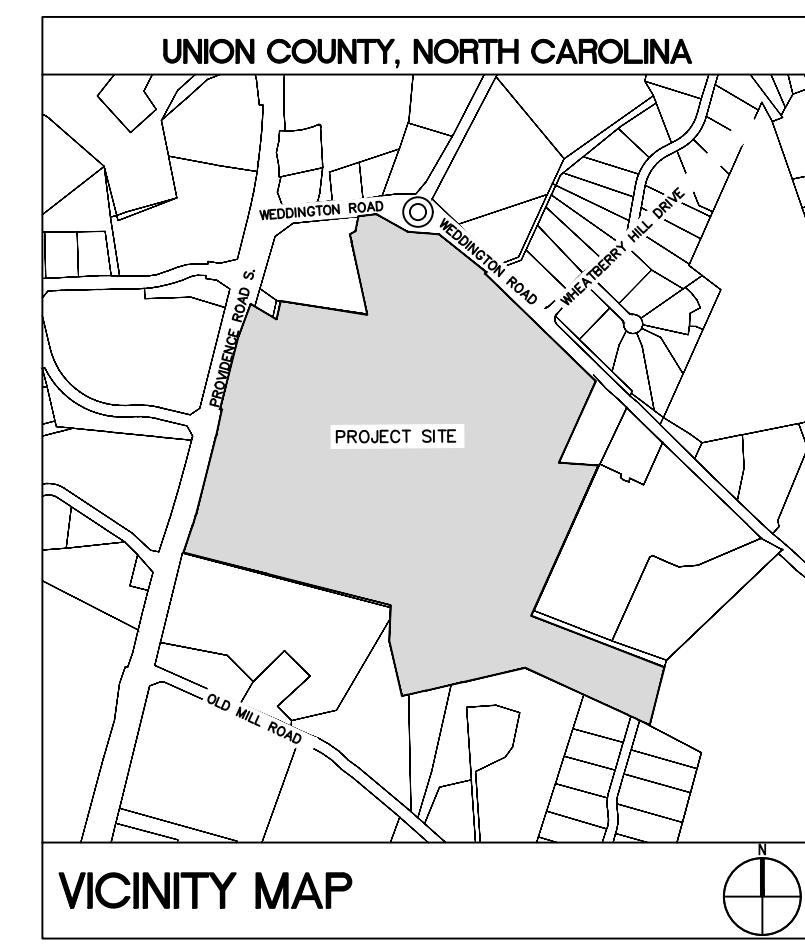 UNION COUNTY, NORTH CAROLINA
WEDDINGTON ROAD
WEDDINGTON ROAD
WHEATBERRY HILL DRIVE
PROVIDENCE ROAD S.
PROJECT SITE
OLD MILL ROAD
VICINITY MAP
N